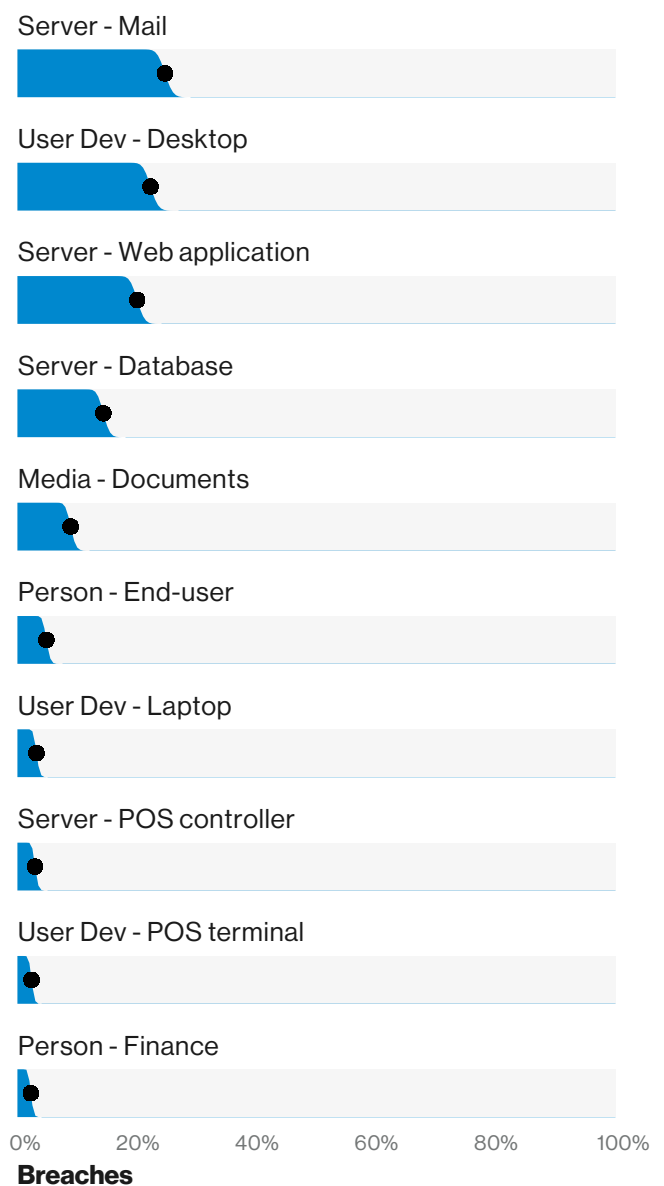 Server - Mail
User Dev - Desktop
Server - Web application
Server - Database
Media - Documents
Person - End-user
User Dev - Laptop
Server - POS controller
User Dev - POS terminal
Person - Finance
0% 20% 40% 60% 80% 100%
Breaches